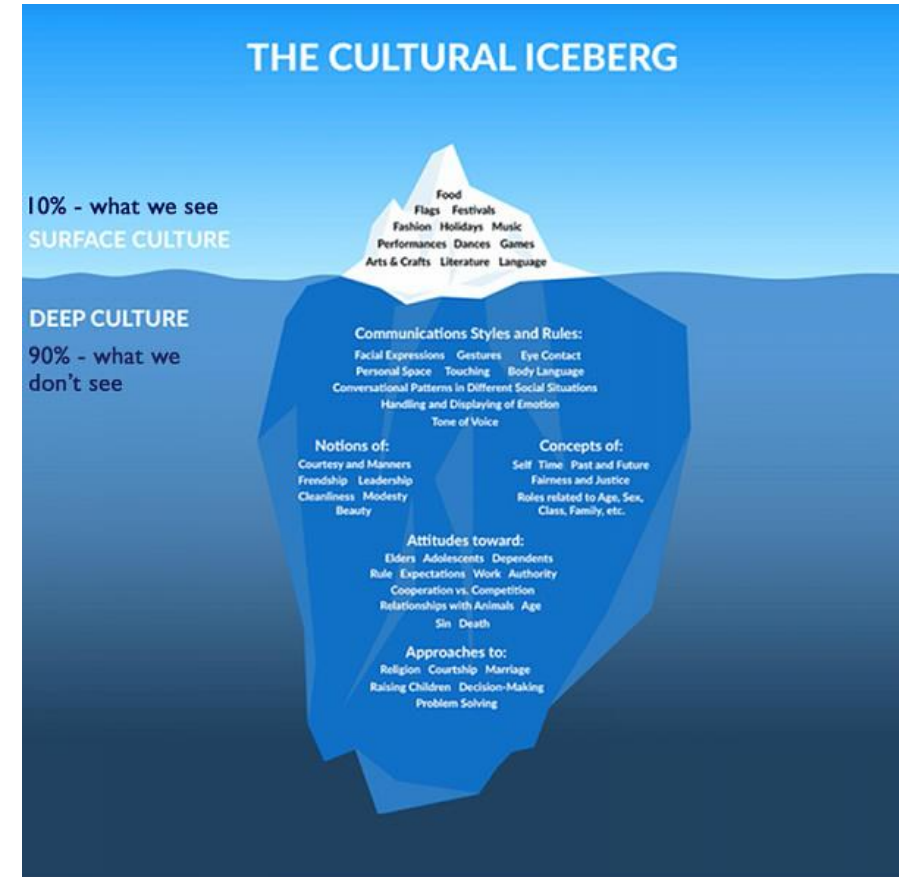 THE CULTURAL ICEBERG
10% - what we see
SURFACE CULTURE
Food
Flags Festivals
Fashion Holidays Music
Performances Dances Games
Arts & Crafts Literature Language
DEEP CULTURE
90% - what we
don't see
Communications Styles and Rules:
Facial Expressions Gestures Eye Contact
Personal Space Touching Body Language
Conversational Patterns in Different Social Situations
Handling and Displaying of Emotion
Tone of Voice
Notions of:
Courtesy and Manners
Frendship Leadership
Cleanliness Modesty
Beauty
Concepts of:
Self Time Past and Future
Fairness and Justice
Roles related to Age, Sex,
Class, Family, etc.
Attitudes toward:
Elders Adolescents Dependents
Rule Expectations Work Authority
Cooperation vs. Competition
Relationships with Animals Age
Sin Death
Approaches to:
Religion Courtship Marriage
Raising Children Decision-Making
Problem Solving